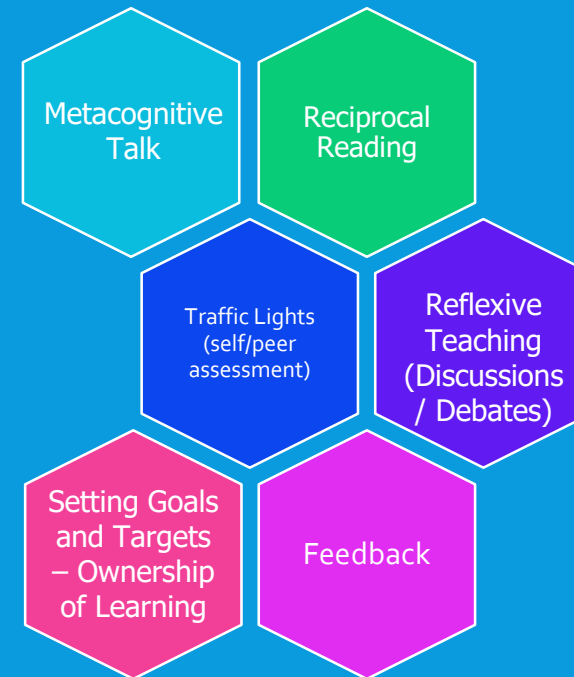 Metacognitive
Talk
Reciprocal
Reading
Traffic Lights
(self/peer
assessment)
Reflexive
Teaching
(Discussions
/ Debates)
Setting Goals
and Targets
– Ownership
of Learning
Feedback